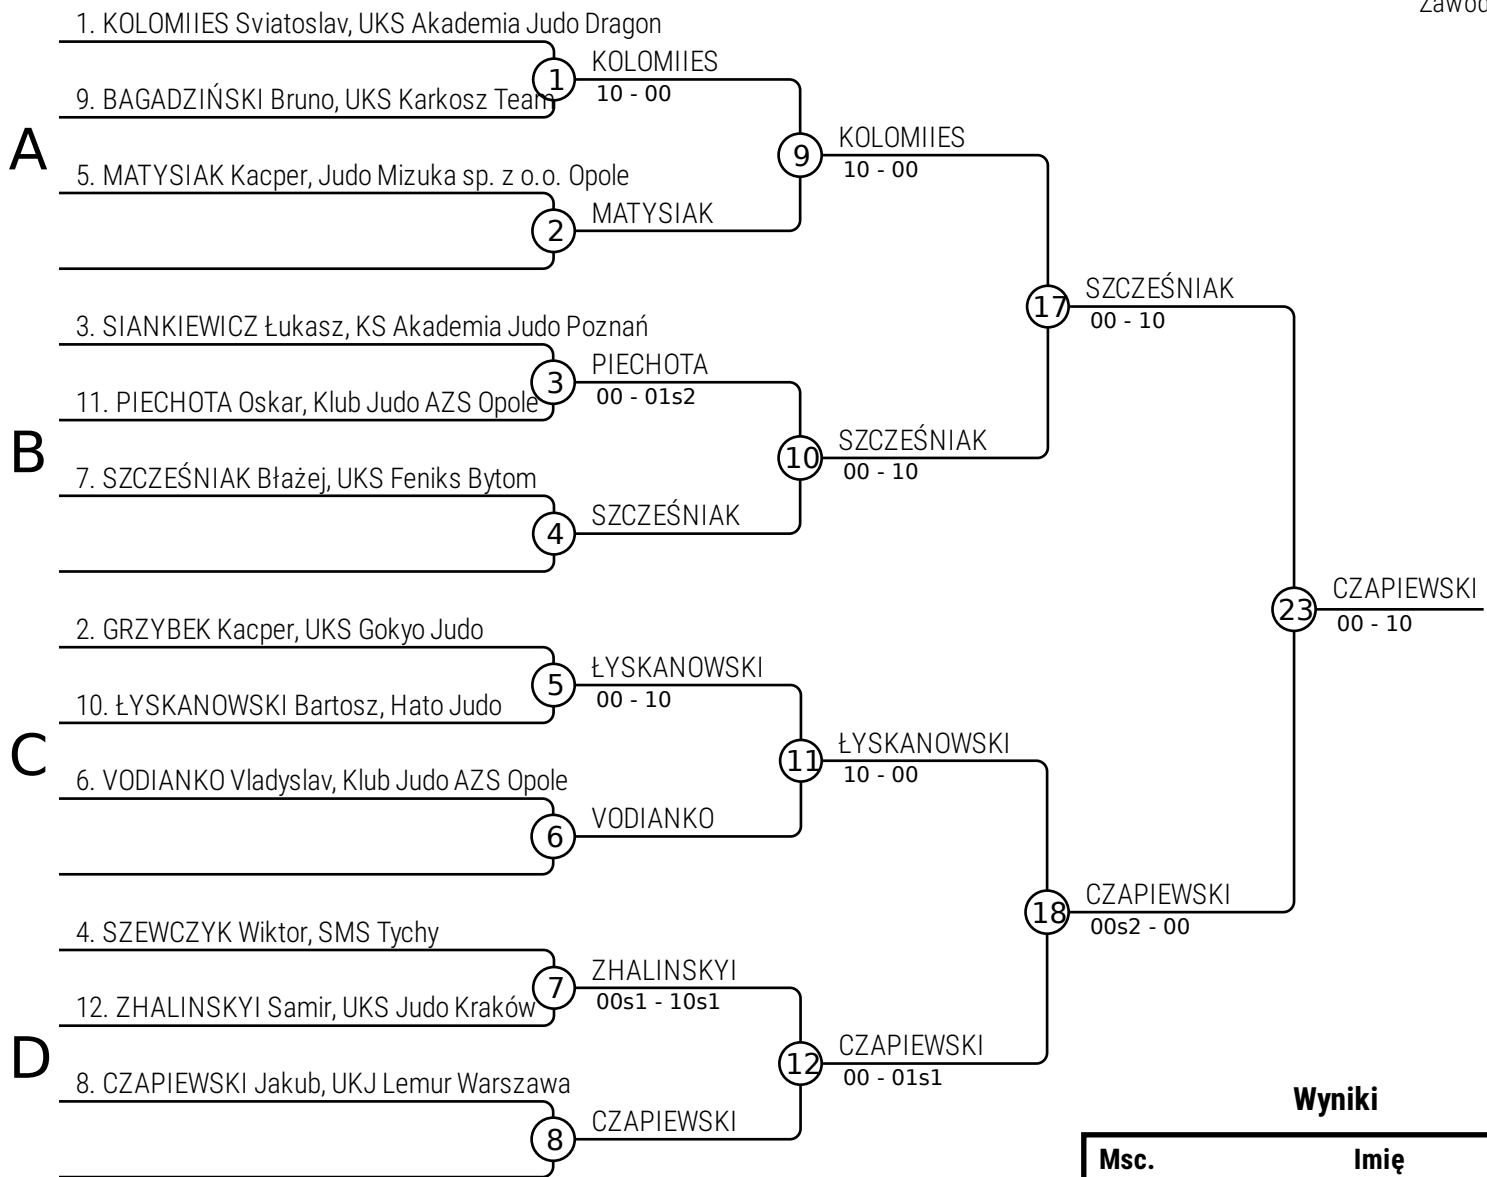 Zawod
1. KOLOMIIES Sviatoslav, UKS Akademia Judo Dragon
1 KOLOMIIES
10 - 00
9. BAGADZIŃSKI Bruno, UKS Karkosz Team
A
9 KOLOMIIES
10 - 00
5. MATYSIAK Kacper, Judo Mizuka sp. z o.o. Opole
2 MATYSIAK
17 SZCZEŚNIAK
00 - 10
3. SIANKIEWICZ Łukasz, KS Akademia Judo Poznań
3 PIECHOTA
00 - 01s2
11. PIECHOTA Oskar, Klub Judo AZS Opole
B
10 SZCZEŚNIAK
00 - 10
7. SZCZEŚNIAK Błażej, UKS Feniks Bytom
4 SZCZEŚNIAK
23 CZAPIEWSKI
00 - 10
2. GRZYBEK Kacper, UKS Gokyo Judo
5 ŁYSKANOWSKI
00 - 10
10. ŁYSKANOWSKI Bartosz, Hato Judo
C
11 ŁYSKANOWSKI
10 - 00
6. VODIANKO Vladyslav, Klub Judo AZS Opole
6 VODIANKO
18 CZAPIEWSKI
00s2 - 00
4. SZEWCZYK Wiktor, SMS Tychy
7 ZHALINSKYI
00s1 - 10s1
12. ZHALINSKYI Samir, UKS Judo Kraków
D
12 CZAPIEWSKI
00 - 01s1
8. CZAPIEWSKI Jakub, UKJ Lemur Warszawa
8 CZAPIEWSKI
Wyniki
Msc. Imię